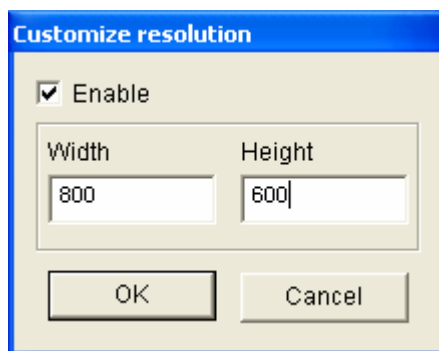 Customize resolution
Enable
Width Height
800 600
OK Cancel